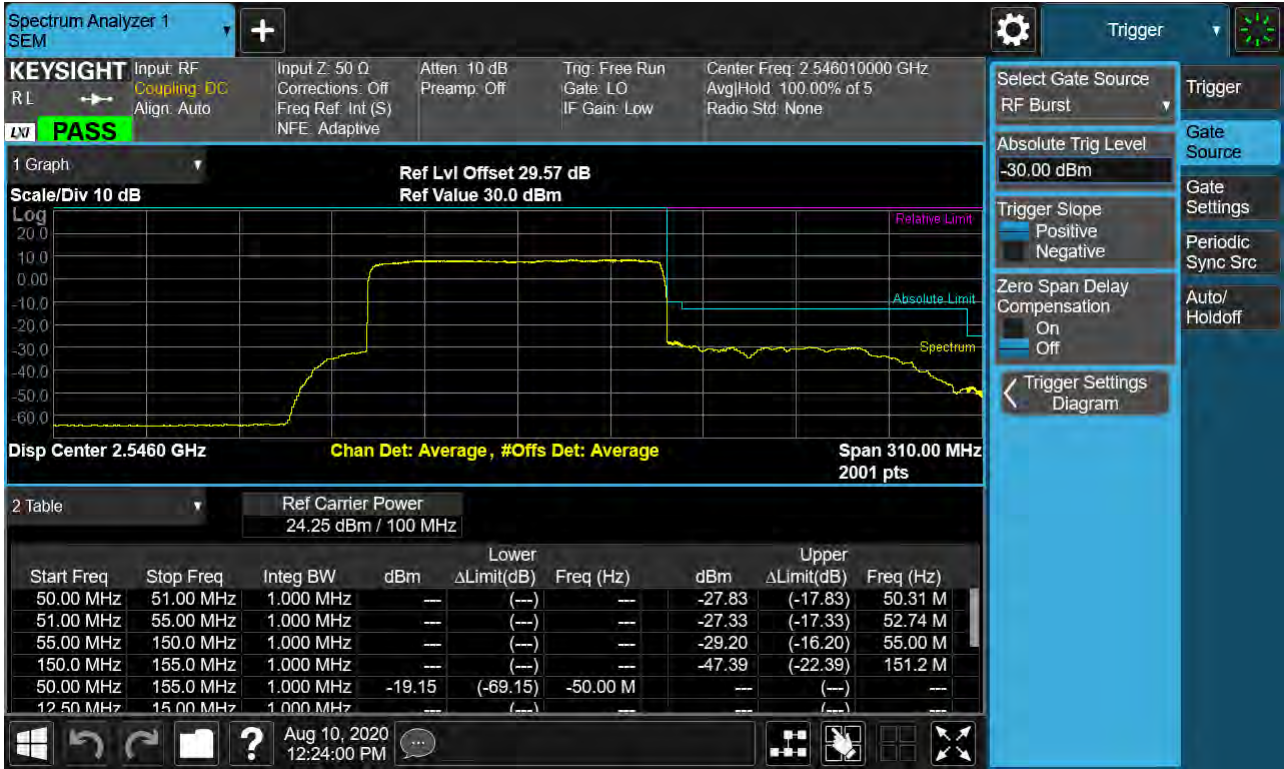 Spectrum Analyzer 1
SEM
+
Trigger
KEYSIGHT
R L
LXI
PASS
Input: RF
Coupling: DC
Align: Auto
Input Z: 50 Ω
Corrections: Off
Freq Ref: Int (S)
NFE: Adaptive
Atten: 10 dB
Preamp: Off
Trig: Free Run
Gate: LO
IF Gain: Low
Center Freq: 2.546010000 GHz
Avg|Hold: 100.00% of 5
Radio Std: None
1 Graph
Scale/Div 10 dB
Ref Lvl Offset 29.57 dB
Ref Value 30.0 dBm
Log
20.0
10.0
0.00
-10.0
-20.0
-30.0
-40.0
-50.0
-60.0
Relative Limit
Absolute Limit
Spectrum
Disp Center 2.5460 GHz
Chan Det: Average, #Offs Det: Average
Span 310.00 MHz
2001 pts
2 Table
Ref Carrier Power
24.25 dBm / 100 MHz
Lower Upper
Start Freq Stop Freq Integ BW dBm ΔLimit(dB) Freq (Hz) dBm ΔLimit(dB) Freq (Hz)
50.00 MHz 51.00 MHz 1.000 MHz --- (---) --- -27.83 (-17.83) 50.31 M
51.00 MHz 55.00 MHz 1.000 MHz --- (---) --- -27.33 (-17.33) 52.74 M
55.00 MHz 150.0 MHz 1.000 MHz --- (---) --- -29.20 (-16.20) 55.00 M
150.0 MHz 155.0 MHz 1.000 MHz --- (---) --- -47.39 (-22.39) 151.2 M
50.00 MHz 155.0 MHz 1.000 MHz -19.15 (-69.15) -50.00 M --- (---) ---
12.50 MHz 15.00 MHz 1.000 MHz --- (---) --- --- (---) ---
?
Aug 10, 2020
12:24:00 PM
Select Gate Source
RF Burst
Absolute Trig Level
-30.00 dBm
Trigger Slope
Positive
Negative
Zero Span Delay
Compensation
On
Off
Trigger Settings
Diagram
Trigger
Gate
Source
Gate
Settings
Periodic
Sync Src
Auto/
Holdoff